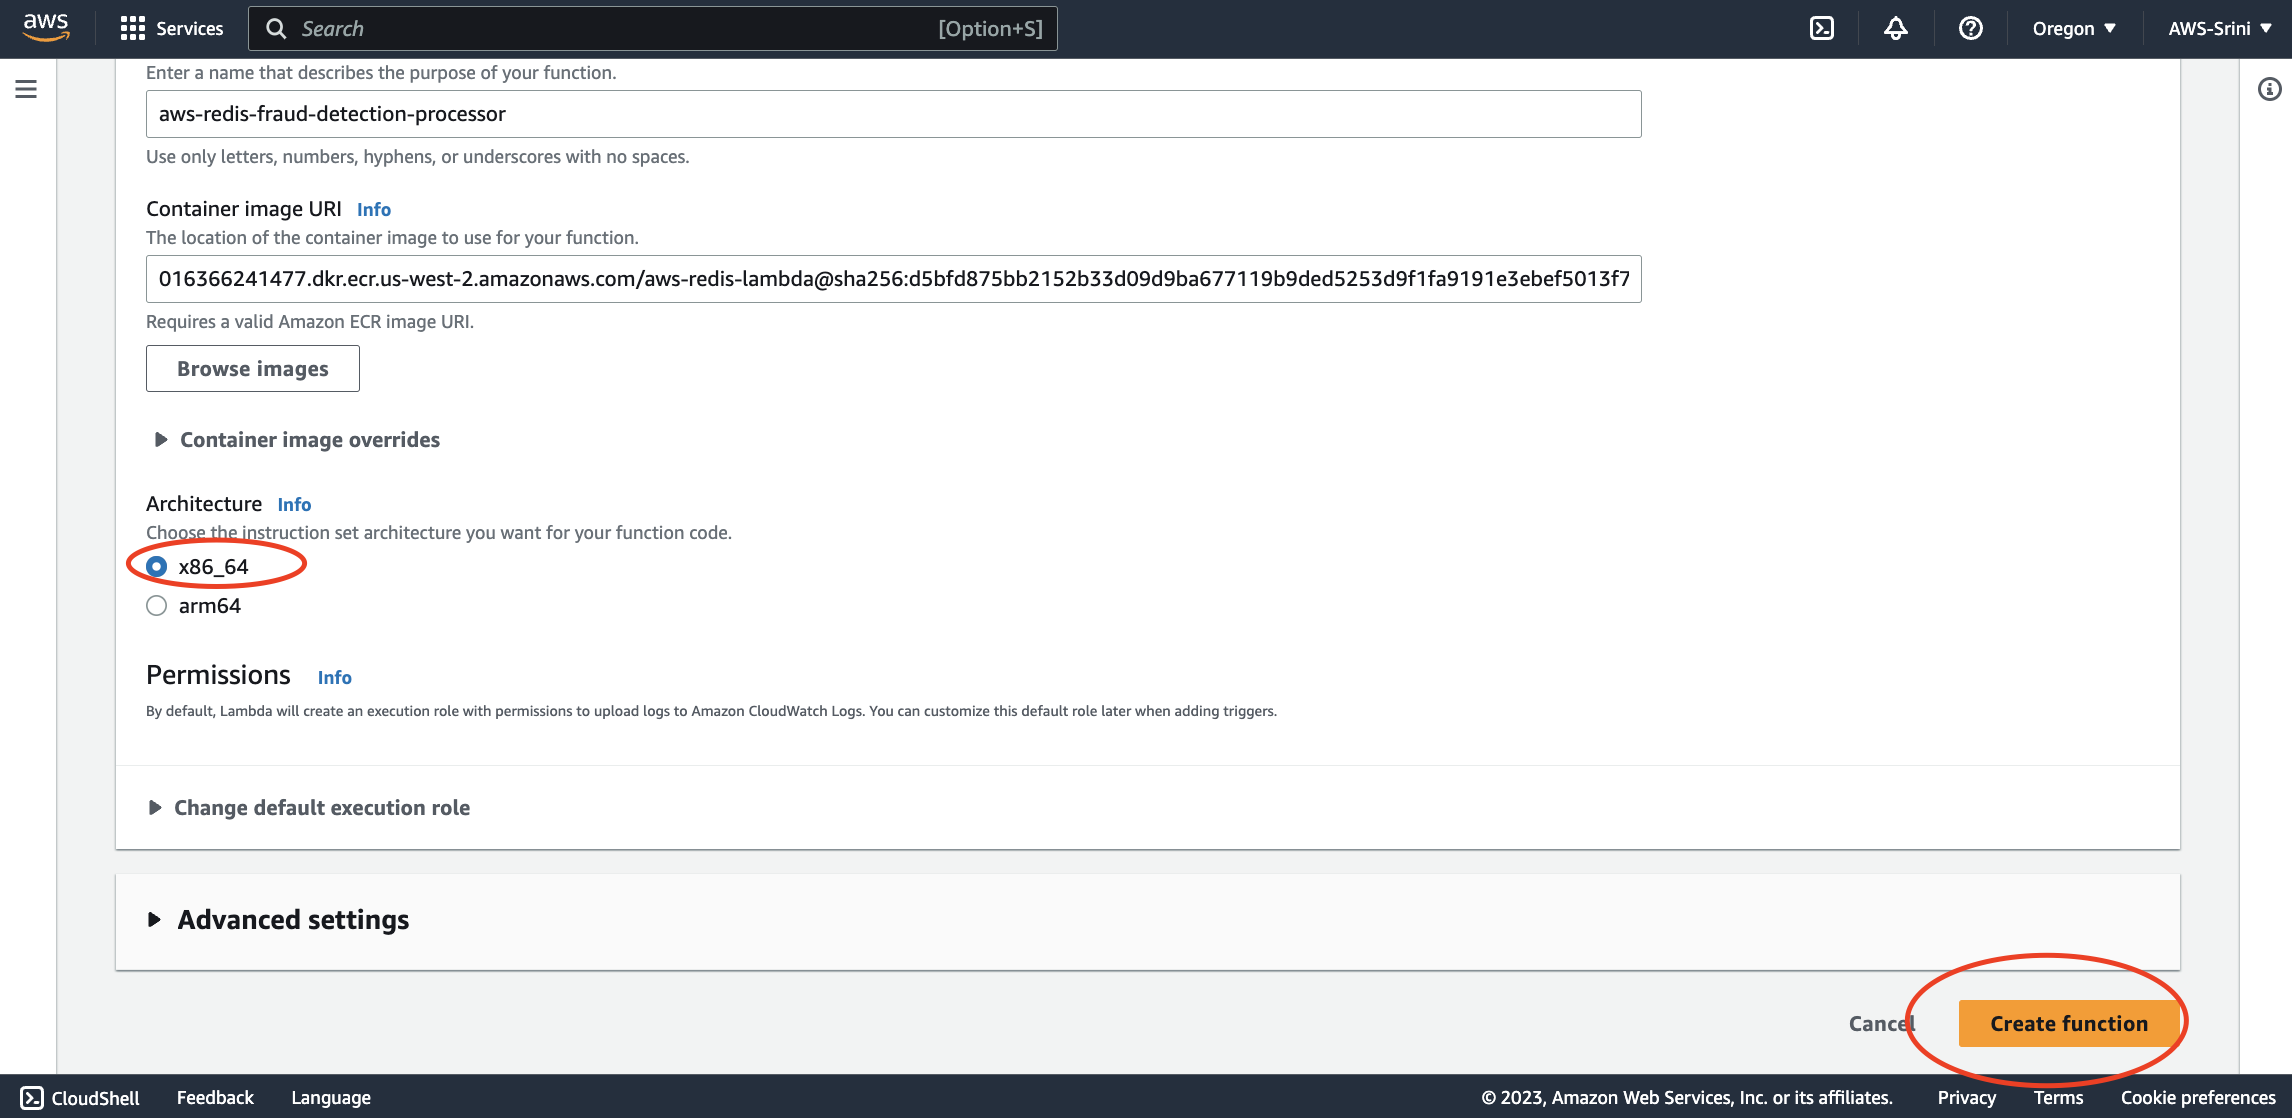 aws
Services
Search
[Option+S]
Oregon
AWS-Srini
Enter a name that describes the purpose of your function.
aws-redis-fraud-detection-processor
Use only letters, numbers, hyphens, or underscores with no spaces.
Container image URI Info
The location of the container image to use for your function.
016366241477.dkr.ecr.us-west-2.amazonaws.com/aws-redis-lambda@sha256:d5bfd875bb2152b33d09d9ba677119b9ded5253d9f1fa9191e3ebef5013f7
Requires a valid Amazon ECR image URI.
Browse images
Container image overrides
Architecture Info
Choose the instruction set architecture you want for your function code.
x86_64
arm64
Permissions Info
By default, Lambda will create an execution role with permissions to upload logs to Amazon CloudWatch Logs. You can customize this default role later when adding triggers.
Change default execution role
Advanced settings
Cancel
Create function
CloudShell
Feedback
Language
© 2023, Amazon Web Services, Inc. or its affiliates.
Privacy
Terms
Cookie preferences